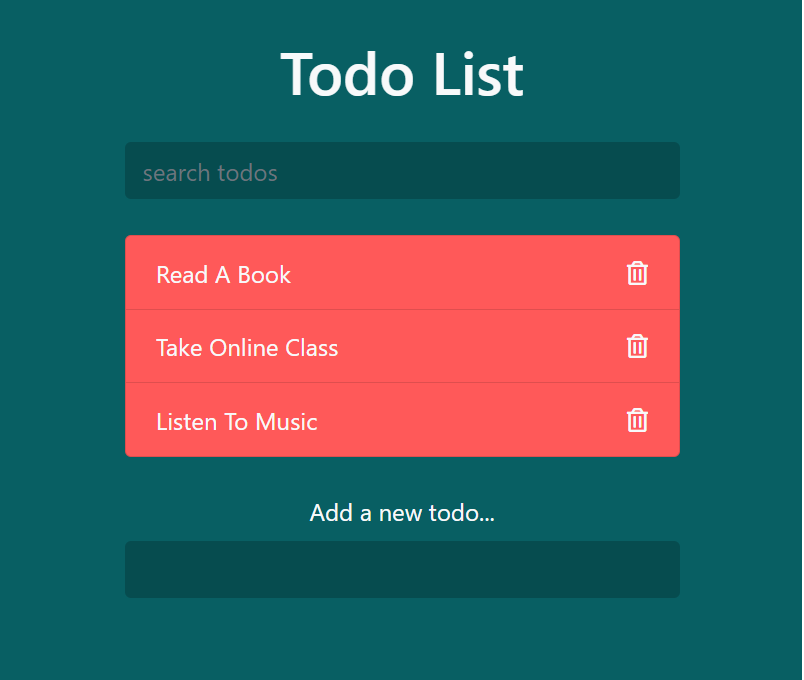 Todo List
search todos
Read A Book
Take Online Class
Listen To Music
Add a new todo...